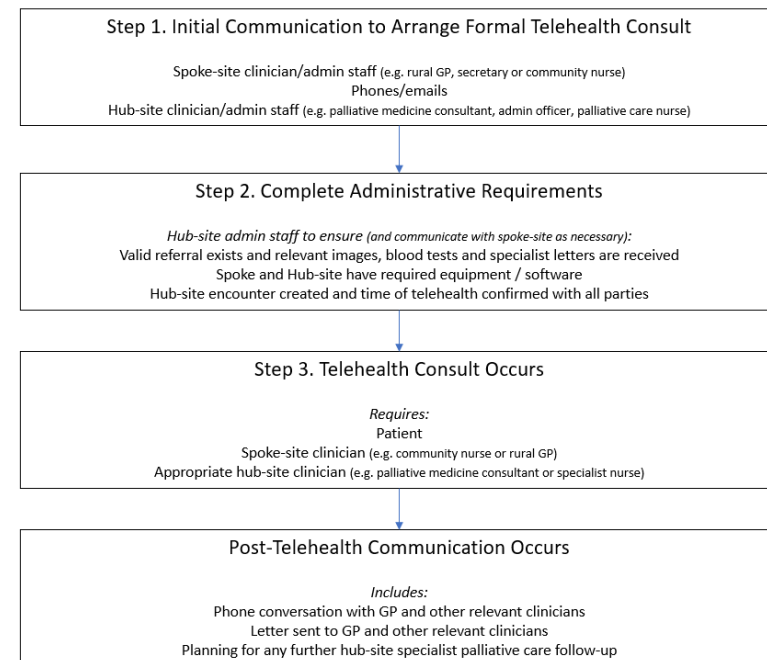 Step 1. Initial Communication to Arrange Formal Telehealth Consult
Spoke-site clinician/admin staff (e.g. rural GP, secretary or community nurse)
Phones/emails
Hub-site clinician/admin staff (e.g. palliative medicine consultant, admin officer, palliative care nurse)
Step 2. Complete Administrative Requirements
Hub-site admin staff to ensure (and communicate with spoke-site as necessary):
Valid referral exists and relevant images, blood tests and specialist letters are received
Spoke and Hub-site have required equipment / software
Hub-site encounter created and time of telehealth confirmed with all parties
Step 3. Telehealth Consult Occurs
Requires:
Patient
Spoke-site clinician (e.g. community nurse or rural GP)
Appropriate hub-site clinician (e.g. palliative medicine consultant or specialist nurse)
Post-Telehealth Communication Occurs
Includes:
Phone conversation with GP and other relevant clinicians
Letter sent to GP and other relevant clinicians
Planning for any further hub-site specialist palliative care follow-up